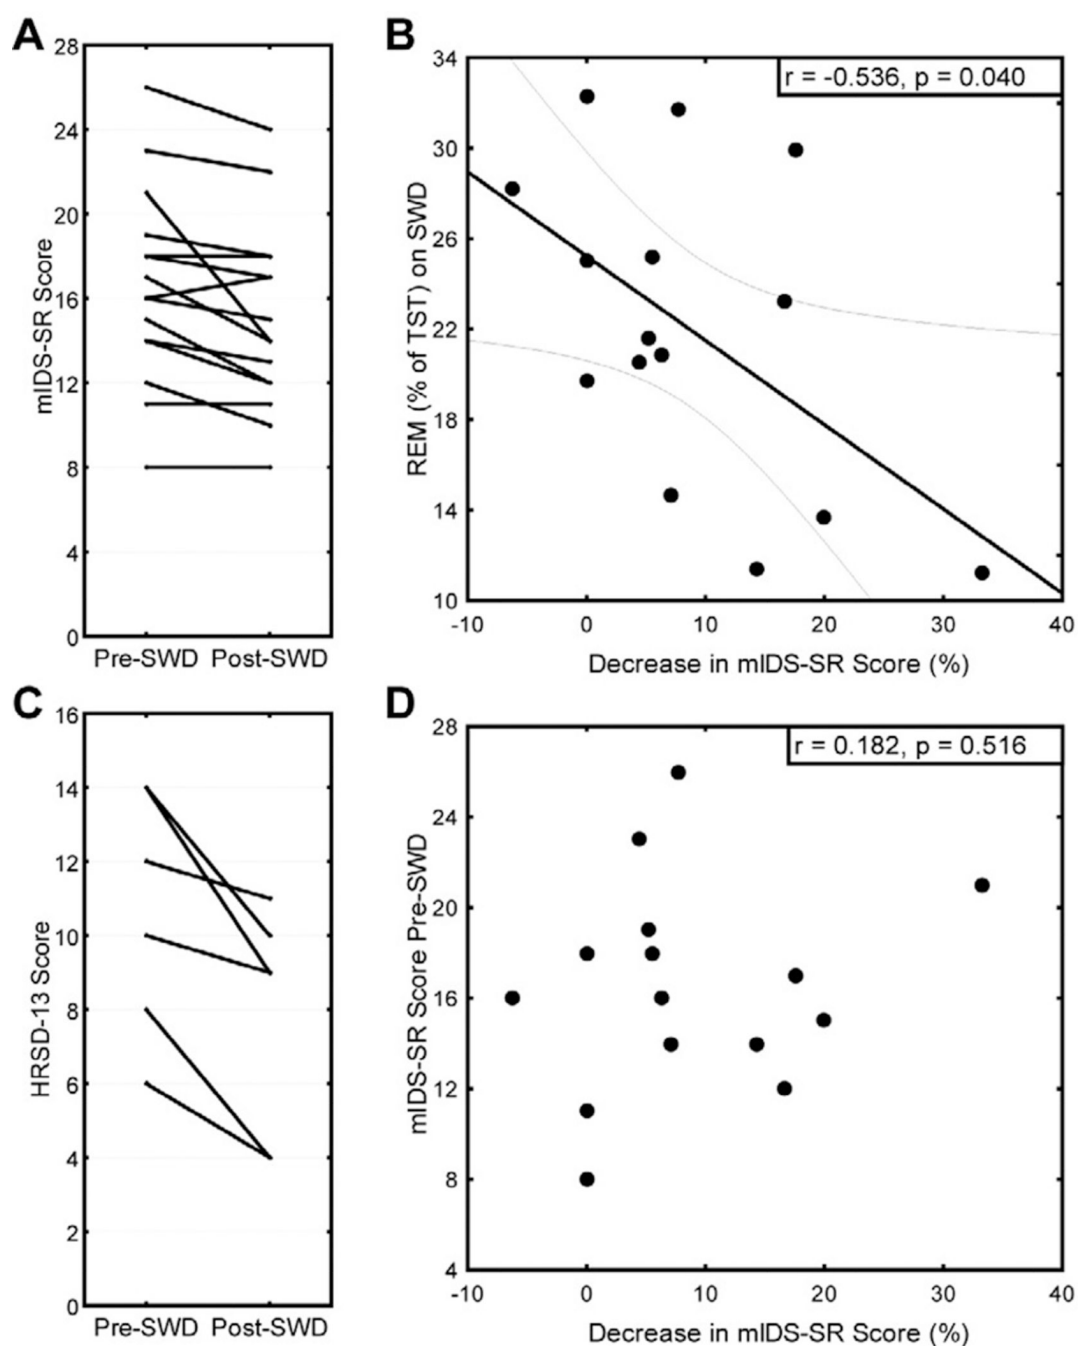 A
28
24
20
16
12
8
4
0
mIDS-SR Score
Pre-SWD Post-SWD
B
r = -0.536, p = 0.040
34
30
26
22
18
14
10
REM (% of TST) on SWD
-10 0 10 20 30 40
Decrease in mIDS-SR Score (%)
C
16
14
12
10
8
6
4
2
0
HRSD-13 Score
Pre-SWD Post-SWD
D
r = 0.182, p = 0.516
28
24
20
16
12
8
4
mIDS-SR Score Pre-SWD
-10 0 10 20 30 40
Decrease in mIDS-SR Score (%)